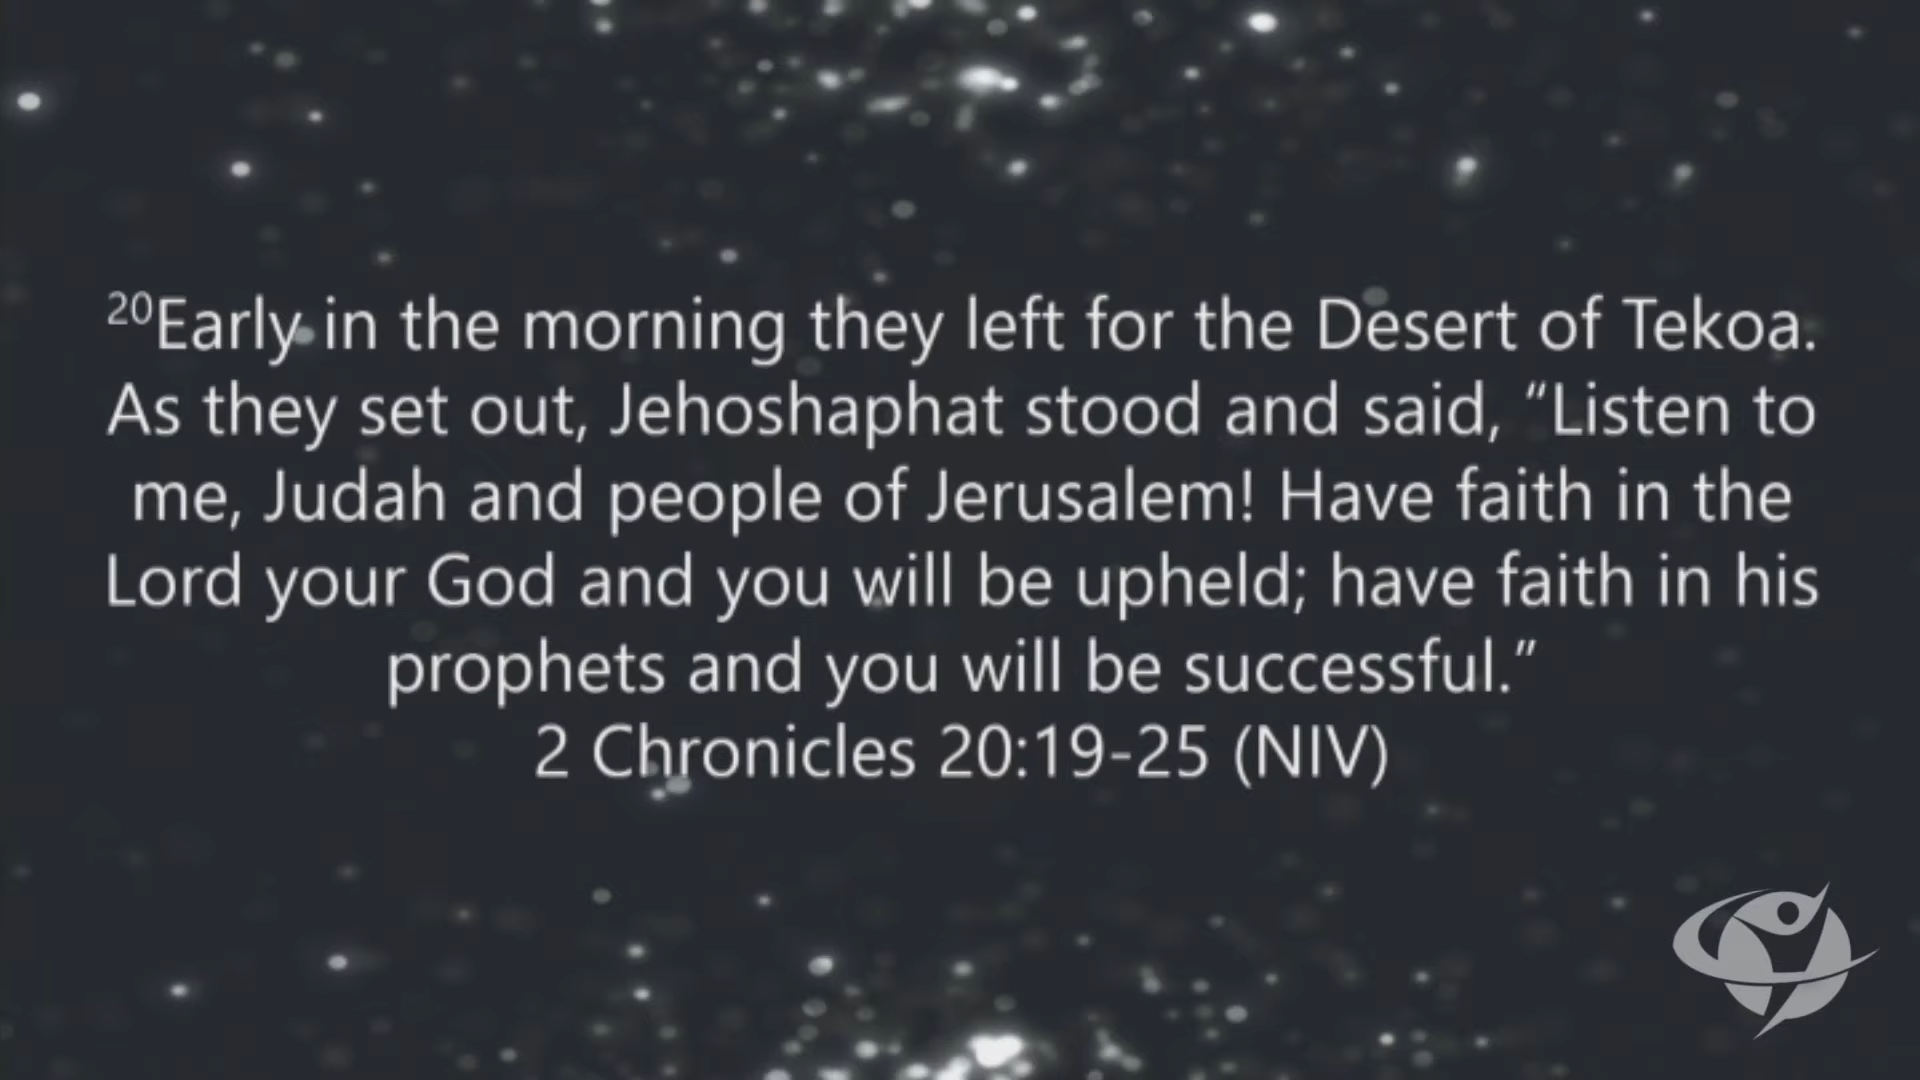 20Early in the morning they left for the Desert of Tekoa.
As they set out, Jehoshaphat stood and said, “Listen to
me, Judah and people of Jerusalem! Have faith in the
Lord your God and you will be upheld; have faith in his
prophets and you will be successful.”
2 Chronicles 20:19-25 (NIV)